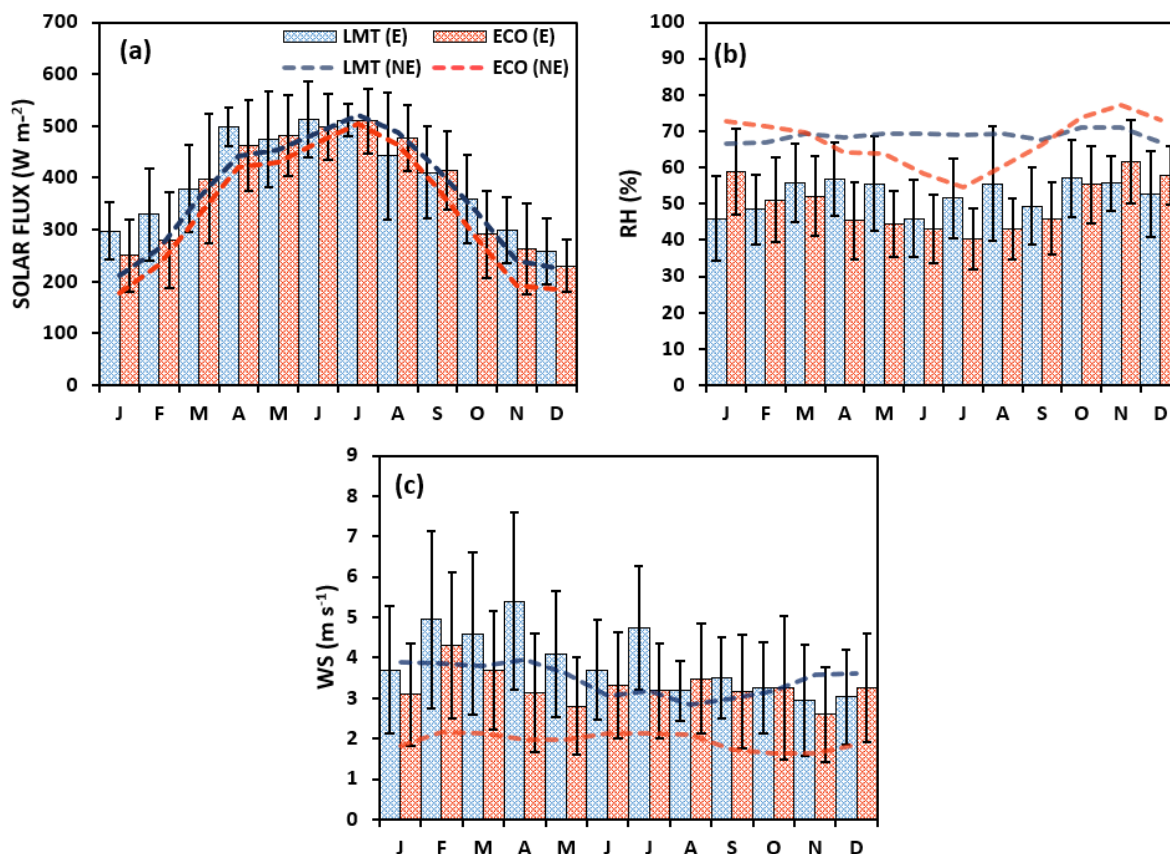 (a)
LMT (E) ECO (E)
LMT (NE) ECO (NE)
SOLAR FLUX (W m⁻²)
700
600
500
400
300
200
100
0
J F M A M J J A S O N D
(b)
RH (%)
100
90
80
70
60
50
40
30
20
10
0
J F M A M J J A S O N D
(c)
WS (m s⁻¹)
9
8
7
6
5
4
3
2
1
0
J F M A M J J A S O N D